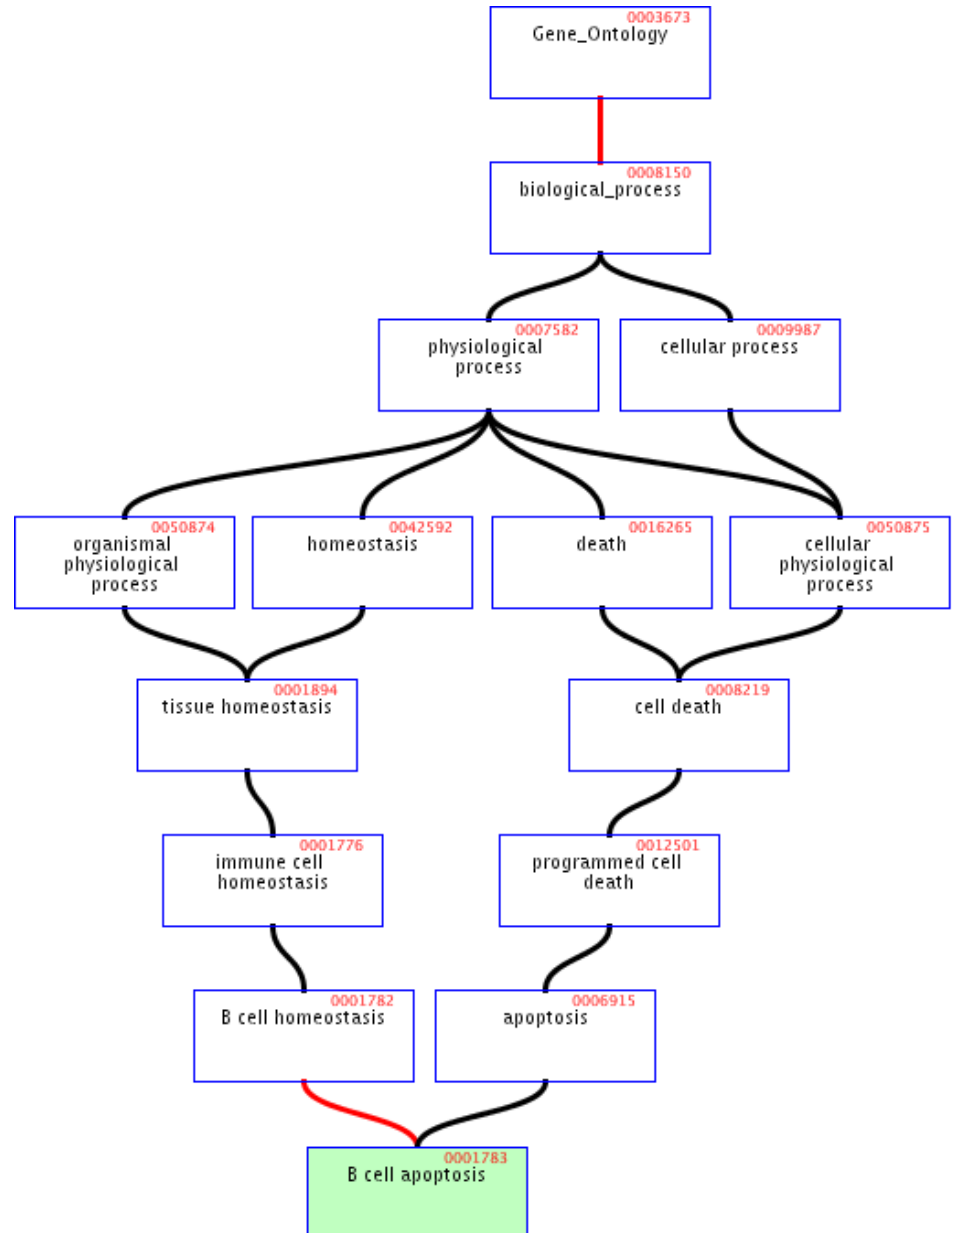 0003673
Gene_Ontology
0008150
biological_process
0007582
physiological
process
0009987
cellular process
0050874
organismal
physiological
process
0042592
homeostasis
0016265
death
0050875
cellular
physiological
process
0001894
tissue homeostasis
0008219
cell death
0001776
immune cell
homeostasis
0012501
programmed cell
death
0001782
B cell homeostasis
0006915
apoptosis
0001783
B cell apoptosis